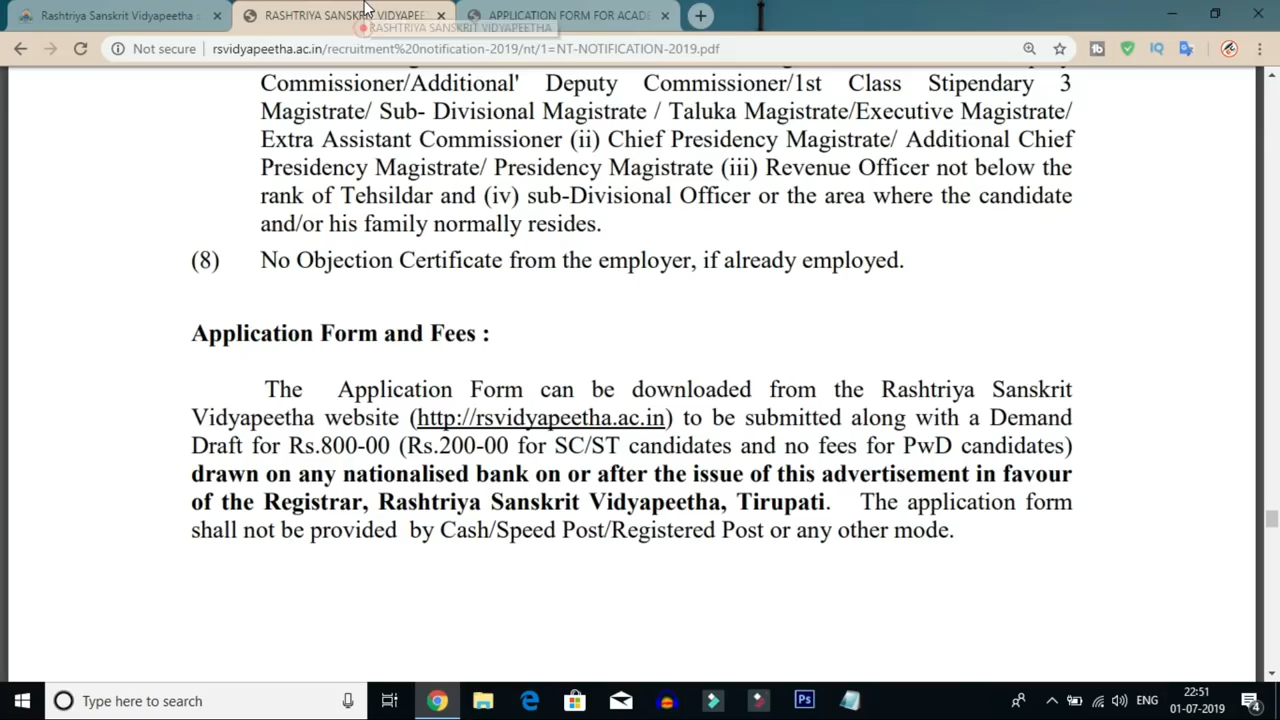 Rashtriya Sanskrit Vidyapeetha
RASHTRIYA SANSKRIT VIDYAPEE
APPLICATION FORM FOR ACADE
RASHTRIYA SANSKRIT VIDYAPEETHA
Not secure
rsvidyapeetha.ac.in/recruitment%20notification-2019/nt/1=NT-NOTIFICATION-2019.pdf
Commissioner/Additional' Deputy Commissioner/1st Class Stipendary 3
Magistrate/ Sub- Divisional Magistrate / Taluka Magistrate/Executive Magistrate/
Extra Assistant Commissioner (ii) Chief Presidency Magistrate/ Additional Chief
Presidency Magistrate/ Presidency Magistrate (iii) Revenue Officer not below the
rank of Tehsildar and (iv) sub-Divisional Officer or the area where the candidate
and/or his family normally resides.
(8) No Objection Certificate from the employer, if already employed.
Application Form and Fees :
The Application Form can be downloaded from the Rashtriya Sanskrit
Vidyapeetha website (http://rsvidyapeetha.ac.in) to be submitted along with a Demand
Draft for Rs.800-00 (Rs.200-00 for SC/ST candidates and no fees for PwD candidates)
drawn on any nationalised bank on or after the issue of this advertisement in favour
of the Registrar, Rashtriya Sanskrit Vidyapeetha, Tirupati. The application form
shall not be provided by Cash/Speed Post/Registered Post or any other mode.
Type here to search
Ps
ENG
22:51
01-07-2019
4